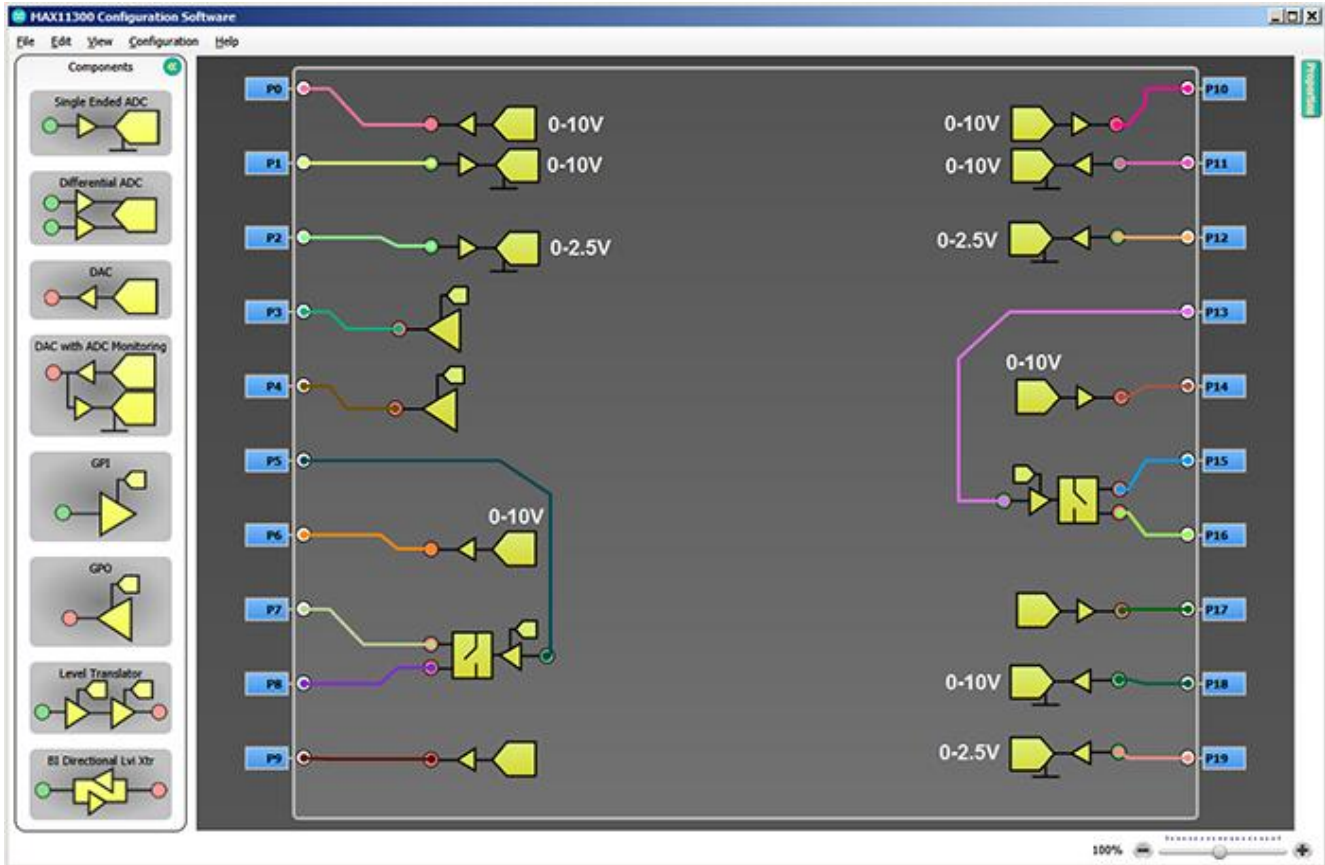 MAX11300 Configuration Software
File Edit View Configuration Help
Components
Single Ended ADC
Differential ADC
DAC
DAC with ADC Monitoring
GPI
GPO
Level Translator
BI Directional Lvl Xtr
P0
0-10V
P1
0-10V
P2
0-2.5V
P3
P4
P5
0-10V
P6
P7
P8
P9
0-10V
P10
0-10V
P11
0-2.5V
P12
P13
0-10V
P14
P15
P16
P17
0-10V
P18
0-2.5V
P19
Properties
100%